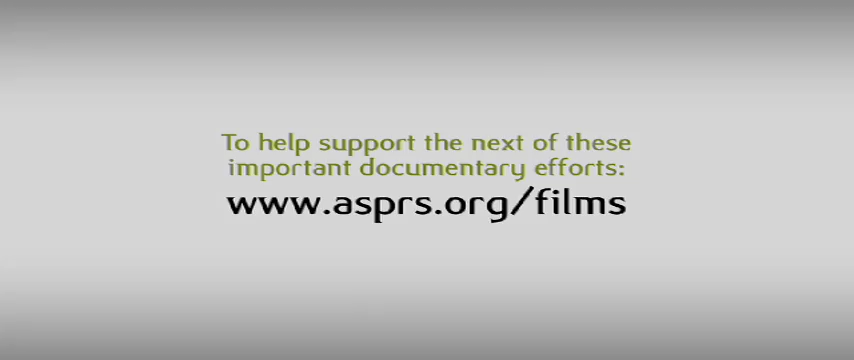 To help support the next of these
important documentary efforts:
www.asprs.org/films